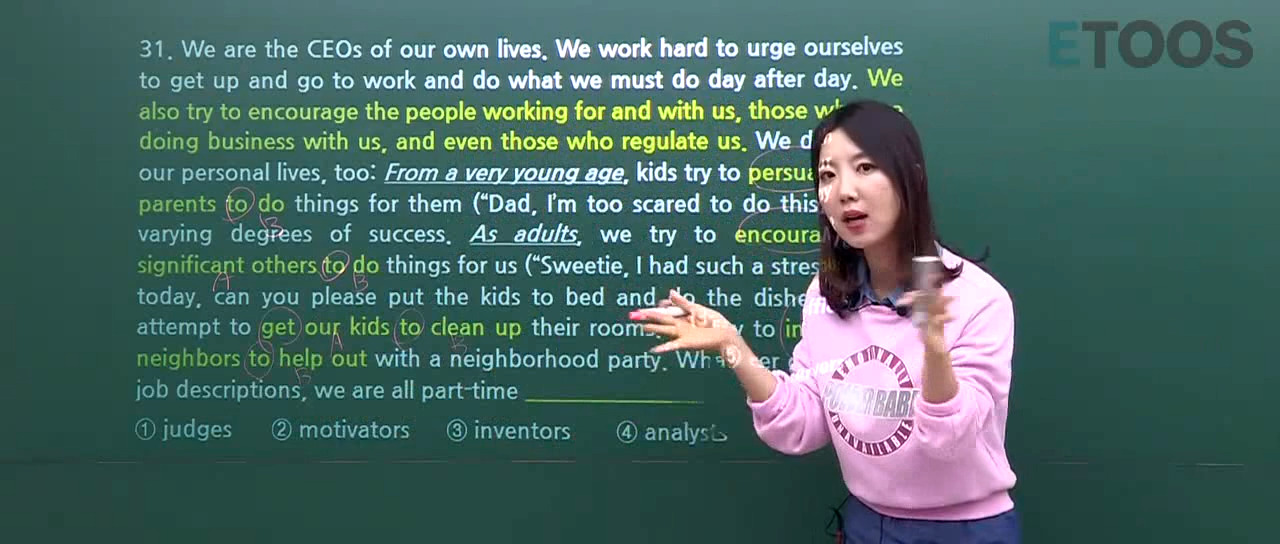 ETOOS
31. We are the CEOs of our own lives. We work hard to urge ourselves
to get up and go to work and do what we must do day after day. We
also try to encourage the people working for and with us, those
doing business with us, and even those who regulate us. We
our personal lives, too: From a very young age, kids try to
parents to do things for them (“Dad, I’m too scared to do this
varying degrees of success. As adults, we try to
significant others to do things for us (“Sweetie, I had such a
today, can you please put the kids to bed and do the
attempt to get our kids to clean up their rooms. to
neighbors to help out with a neighborhood party.
job descriptions, we are all part-time
① judges ② motivators ③ inventors ④ analysts
A B
A B
A B
B
POWER BABE
UNAVAILABLE